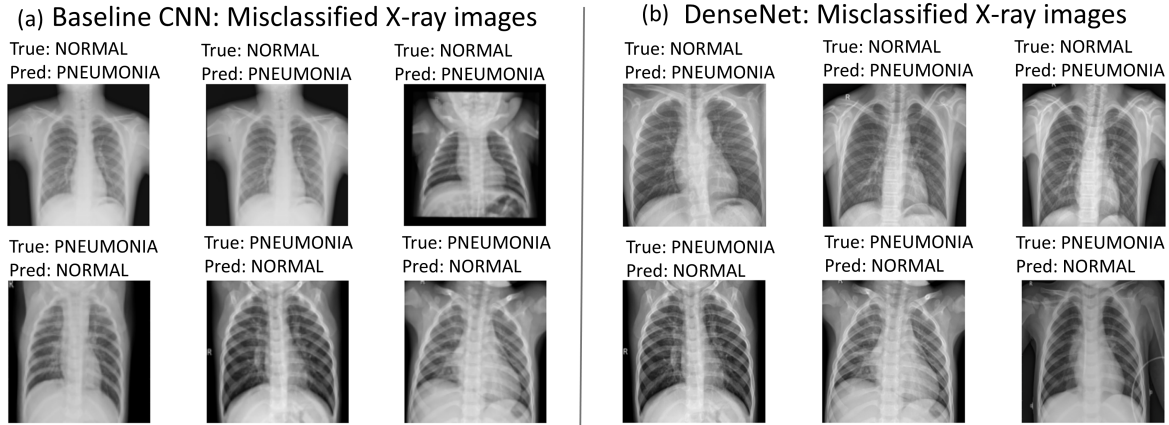 (a) Baseline CNN: Misclassified X-ray images
True: NORMAL
Pred: PNEUMONIA
True: NORMAL
Pred: PNEUMONIA
True: NORMAL
Pred: PNEUMONIA
True: PNEUMONIA
Pred: NORMAL
True: PNEUMONIA
Pred: NORMAL
R
True: PNEUMONIA
Pred: NORMAL
(b) DenseNet: Misclassified X-ray images
True: NORMAL
Pred: PNEUMONIA
True: NORMAL
Pred: PNEUMONIA
R
True: NORMAL
Pred: PNEUMONIA
True: PNEUMONIA
Pred: NORMAL
R
True: PNEUMONIA
Pred: NORMAL
True: PNEUMONIA
Pred: NORMAL